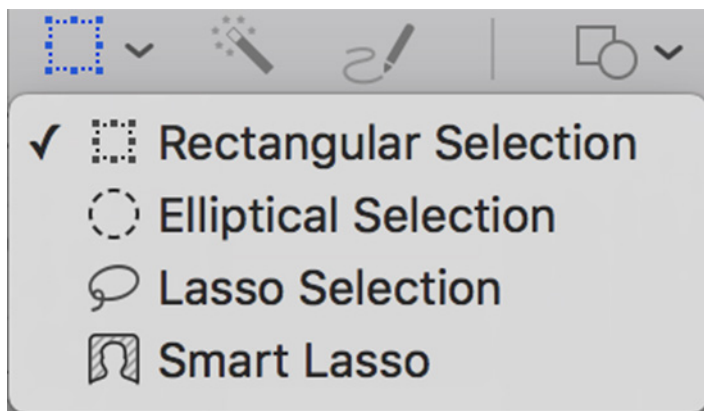 Rectangular Selection
Elliptical Selection
Lasso Selection
Smart Lasso